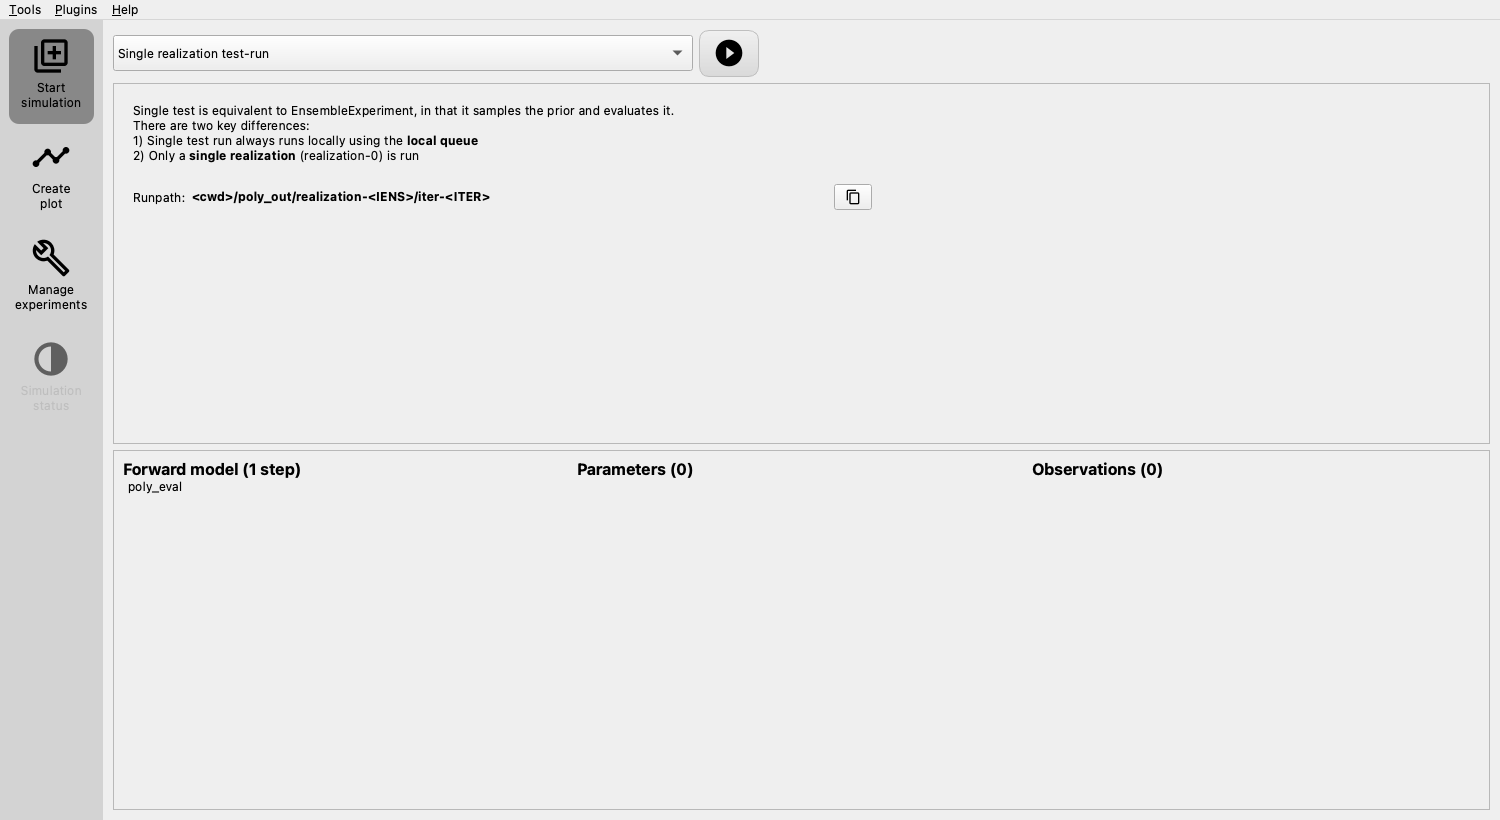 Tools Plugins Help
Start
simulation
Create
plot
Manage
experiments
Simulation
status
Single realization test-run
Single test is equivalent to EnsembleExperiment, in that it samples the prior and evaluates it.
There are two key differences:
1) Single test run always runs locally using the local queue
2) Only a single realization (realization-0) is run
Runpath: <cwd>/poly_out/realization-<IENS>/iter-<ITER>
Forward model (1 step)
poly_eval
Parameters (0)
Observations (0)